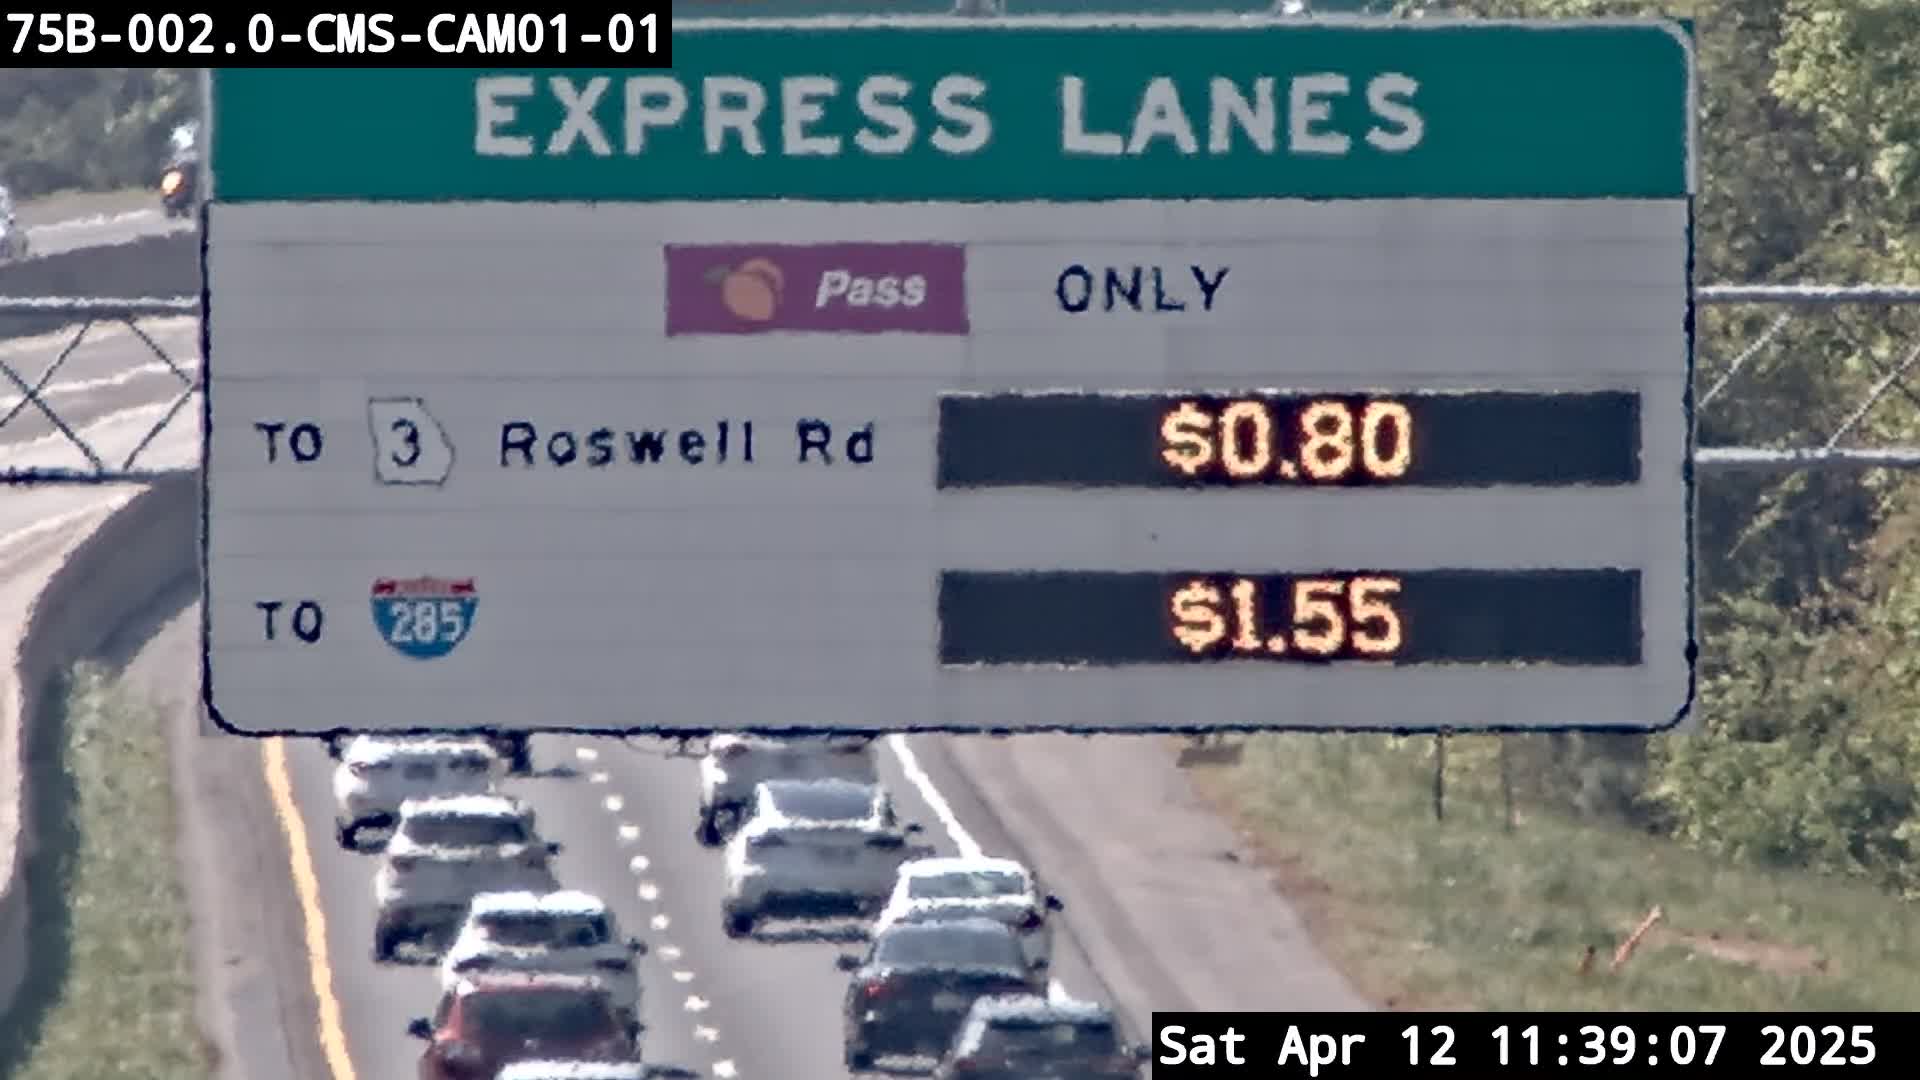 75B-002.0-CMS-CAM01-01
EXPRESS LANES
Pass ONLY
TO 3 Roswell Rd $0.80
TO 285 $1.55
Sat Apr 12 11:39:07 2025